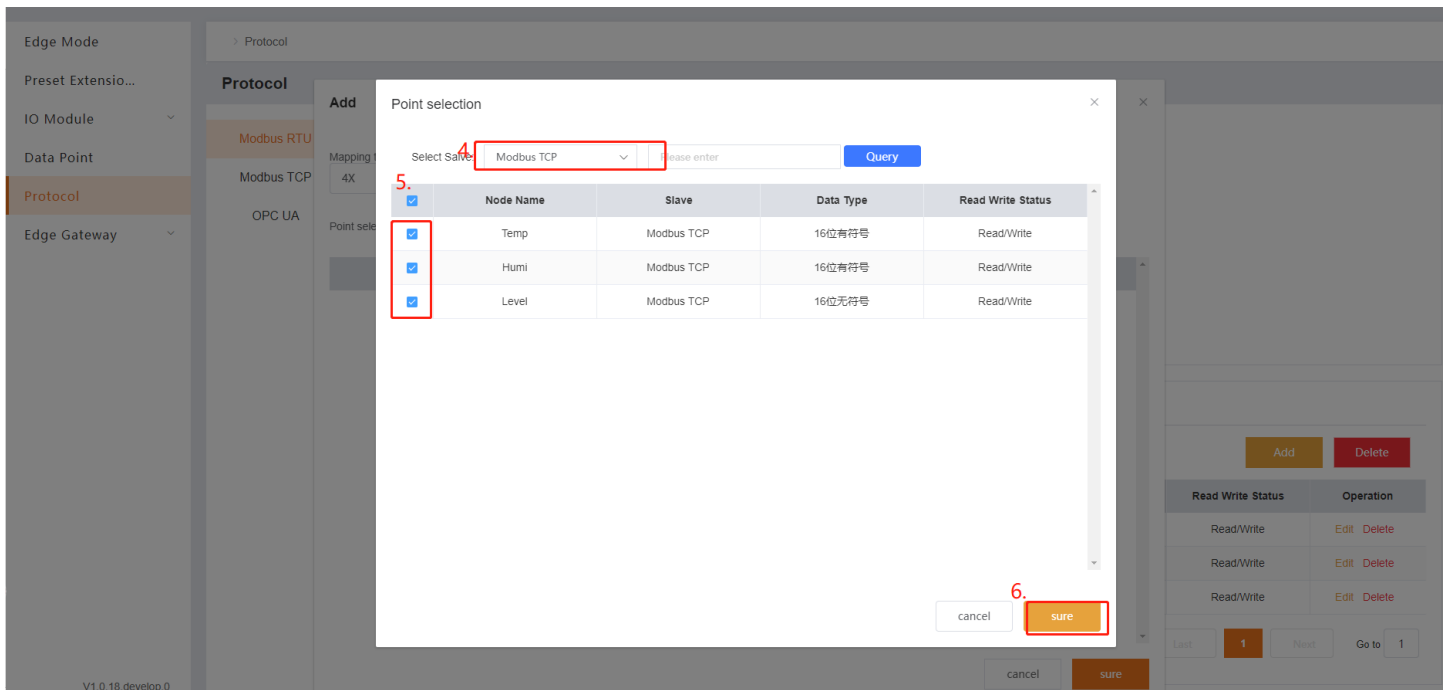 Edge Mode
Preset Extensio...
IO Module
Data Point
Protocol
Edge Gateway
V1.0.18 develop.0
> Protocol
Protocol
Modbus RTU
Modbus TCP
OPC UA
Add
Mapping
4X
Point sele
Point selection
4.
Select Salve: Modbus TCP Please enter Query
5.
Node Name Slave Data Type Read Write Status
Temp Modbus TCP 16位有符号 Read/Write
Humi Modbus TCP 16位有符号 Read/Write
Level Modbus TCP 16位无符号 Read/Write
6.
cancel sure
cancel sure
Add Delete
Read Write Status Operation
Read/Write Edit Delete
Read/Write Edit Delete
Read/Write Edit Delete
Last 1 Next Go to 1